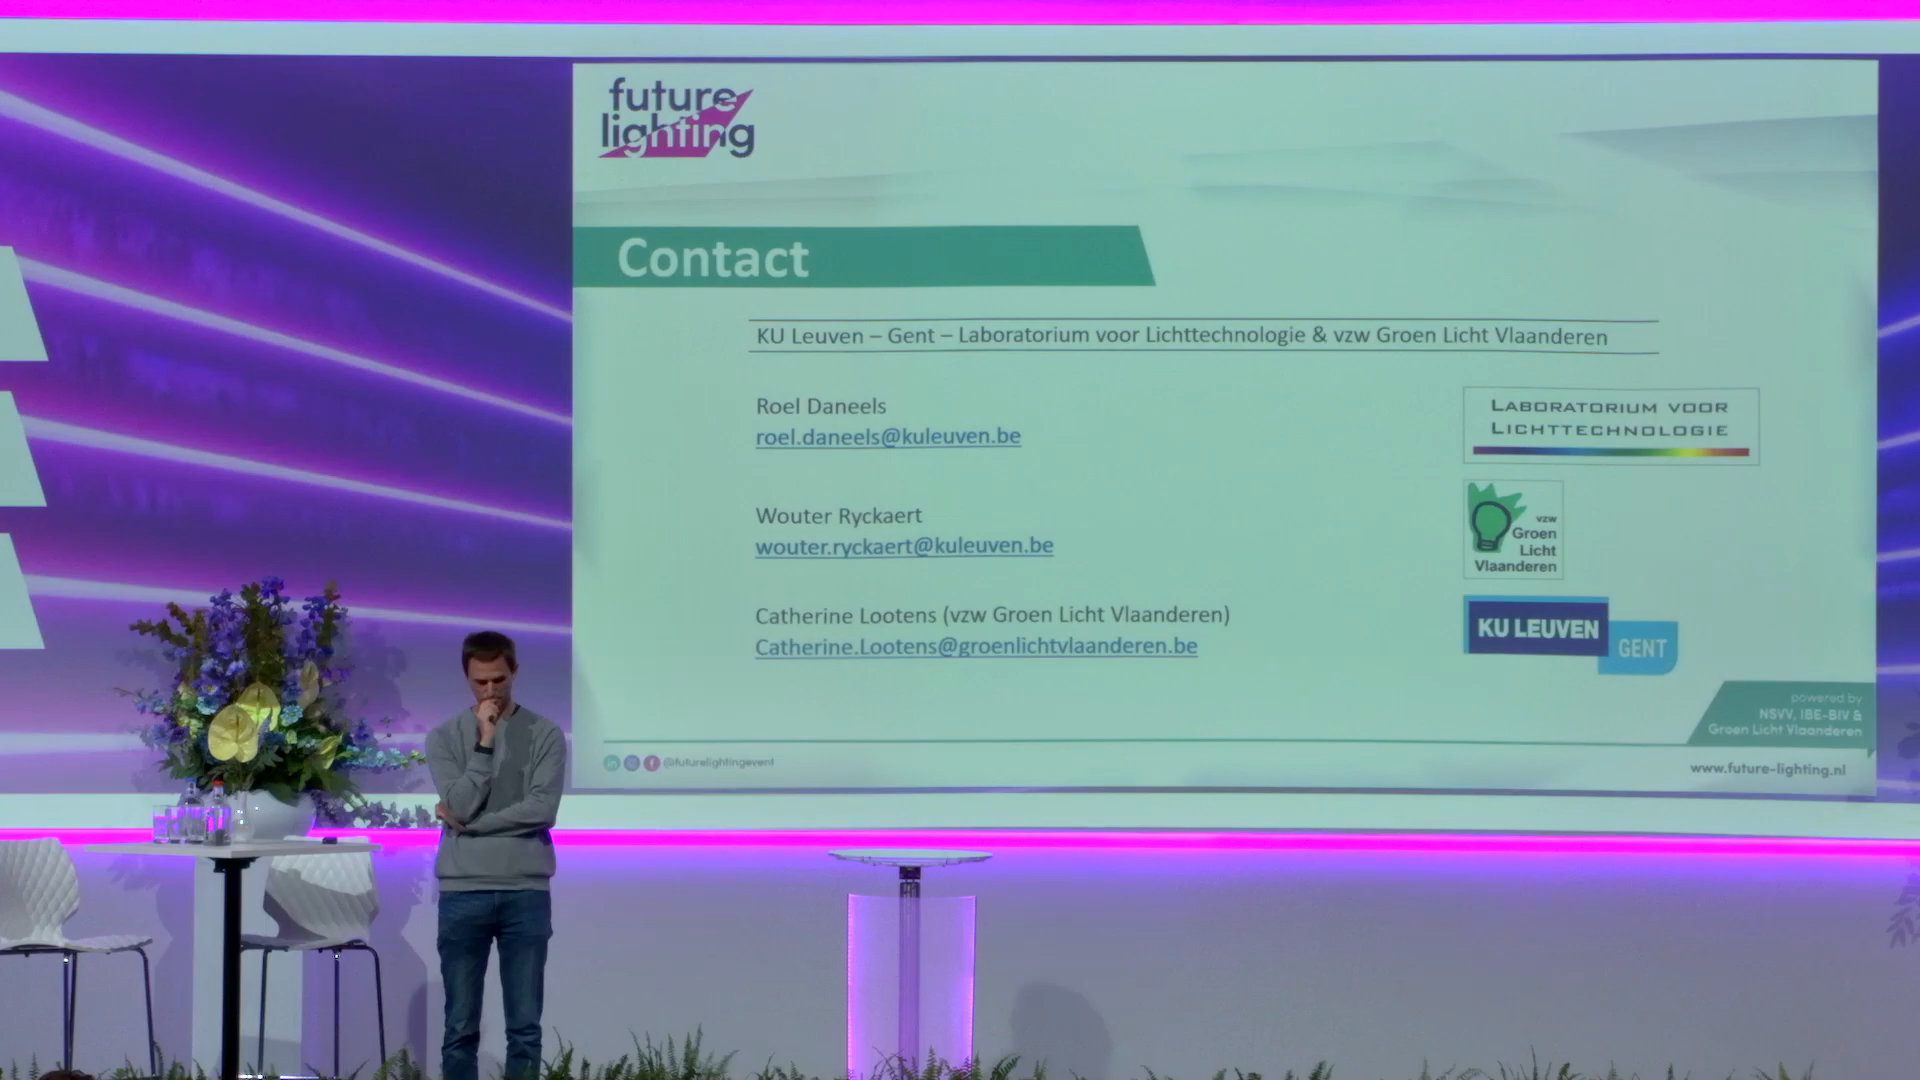 future
lighting
Contact
KU Leuven – Gent – Laboratorium voor Lichttechnologie & vzw Groen Licht Vlaanderen
Roel Daneels
roel.daneels@kuleuven.be
Wouter Ryckaert
wouter.ryckaert@kuleuven.be
Catherine Lootens (vzw Groen Licht Vlaanderen)
Catherine.Lootens@groenlichtvlaanderen.be
LABORATORIUM VOOR
LICHTTECHNOLOGIE
vzw
Groen
Licht
Vlaanderen
KU LEUVEN
GENT
powered by
NSVV, IBE-BIV &
Groen Licht Vlaanderen
in f @futurelightingevent
www.future-lighting.nl